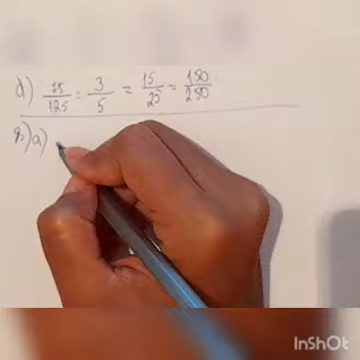 d) 75/125 = 3/5 = 15/25 = 150/250
8) a)
InShOt